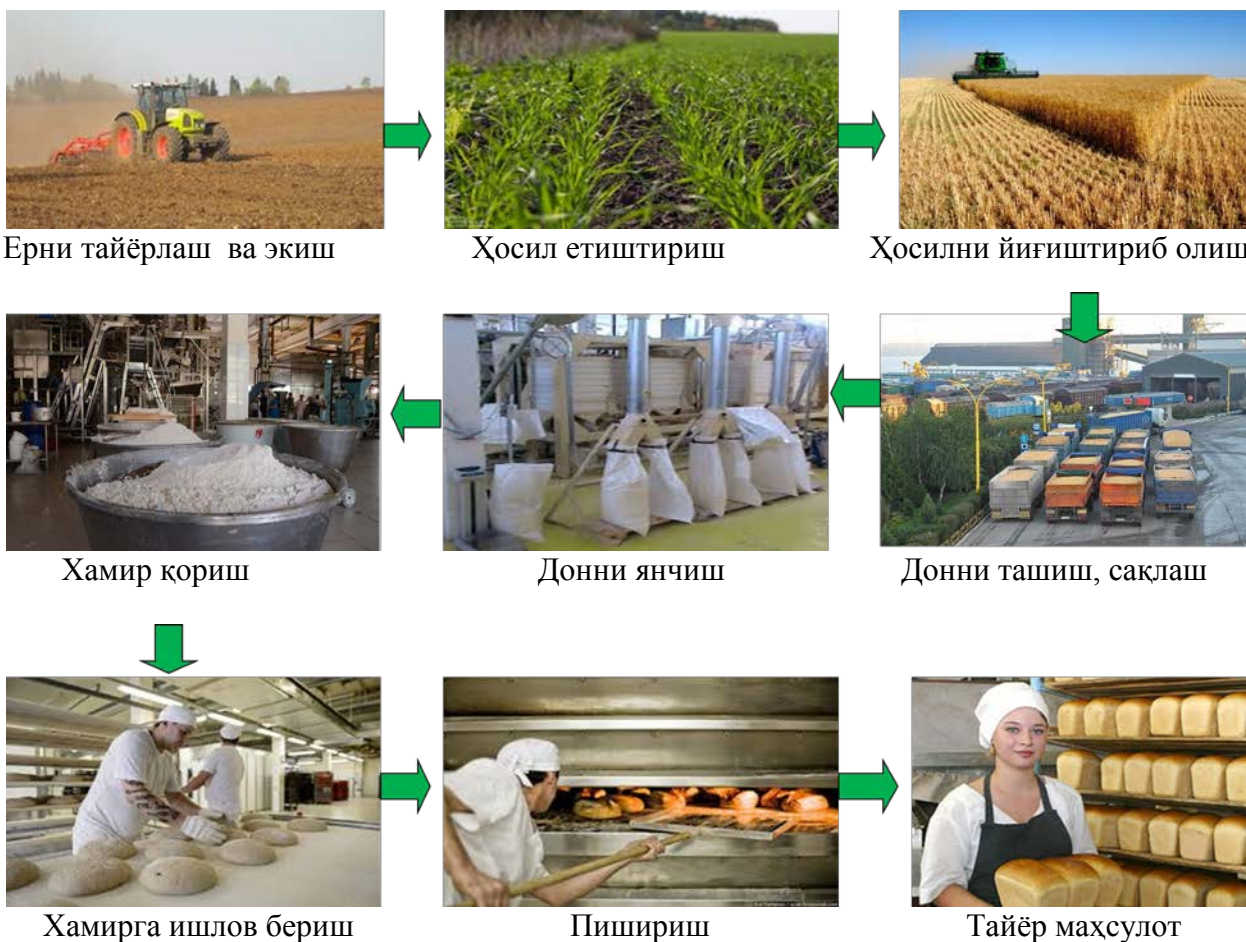 Ерни тайёрлаш ва экиш
Ҳосил етиштириш
Ҳосилни йиғиштириб олиш
Хамир қориш
Донни янчиш
Донни ташиш, сақлаш
Хамирга ишлов бериш
Пишириш
Тайёр маҳсулот